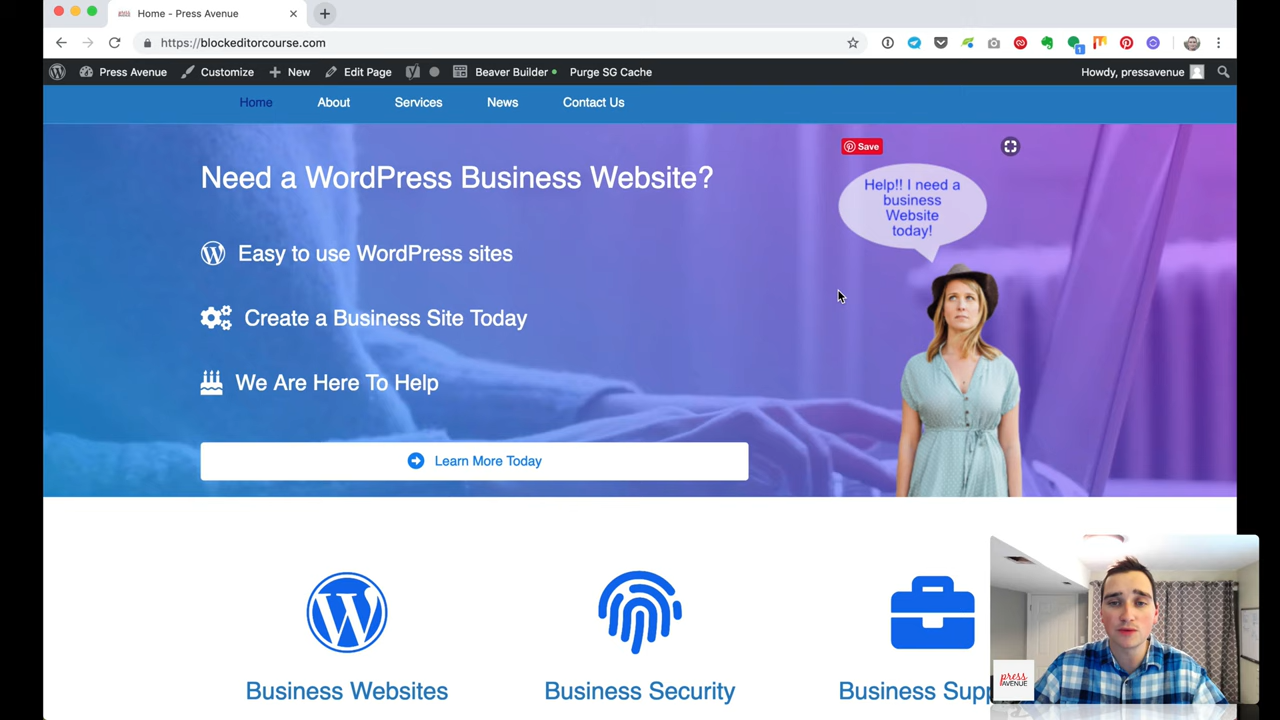 Home - Press Avenue
https://blockeditorcourse.com
1
Press Avenue
Customize
New
Edit Page
Beaver Builder
Purge SG Cache
Howdy, pressavenue
Home
About
Services
News
Contact Us
Save
Need a WordPress Business Website?
Help!! I need a
business
Website
today!
Easy to use WordPress sites
Create a Business Site Today
We Are Here To Help
Learn More Today
Business Websites
Business Security
Business Supp
press
AVENUE